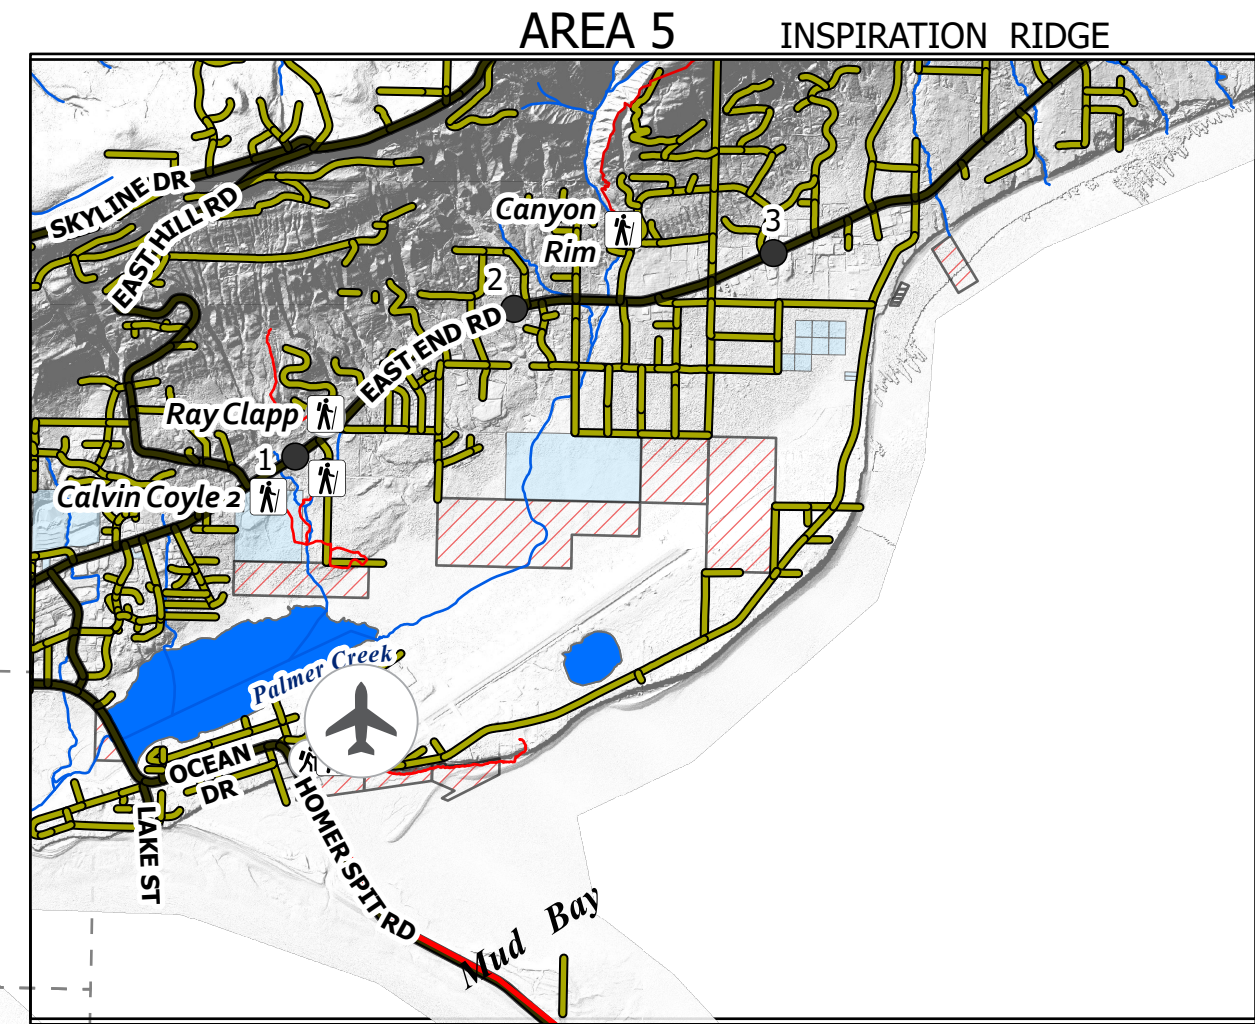 AREA 5
INSPIRATION RIDGE
SKYLINE DR
EAST HILL RD
Canyon
Rim
3
2
EAST END RD
Ray Clapp
1
Calvin Coyle 2
Palmer Creek
OCEAN
DR
LAKE ST
HOMER SPIT RD
Mud Bay